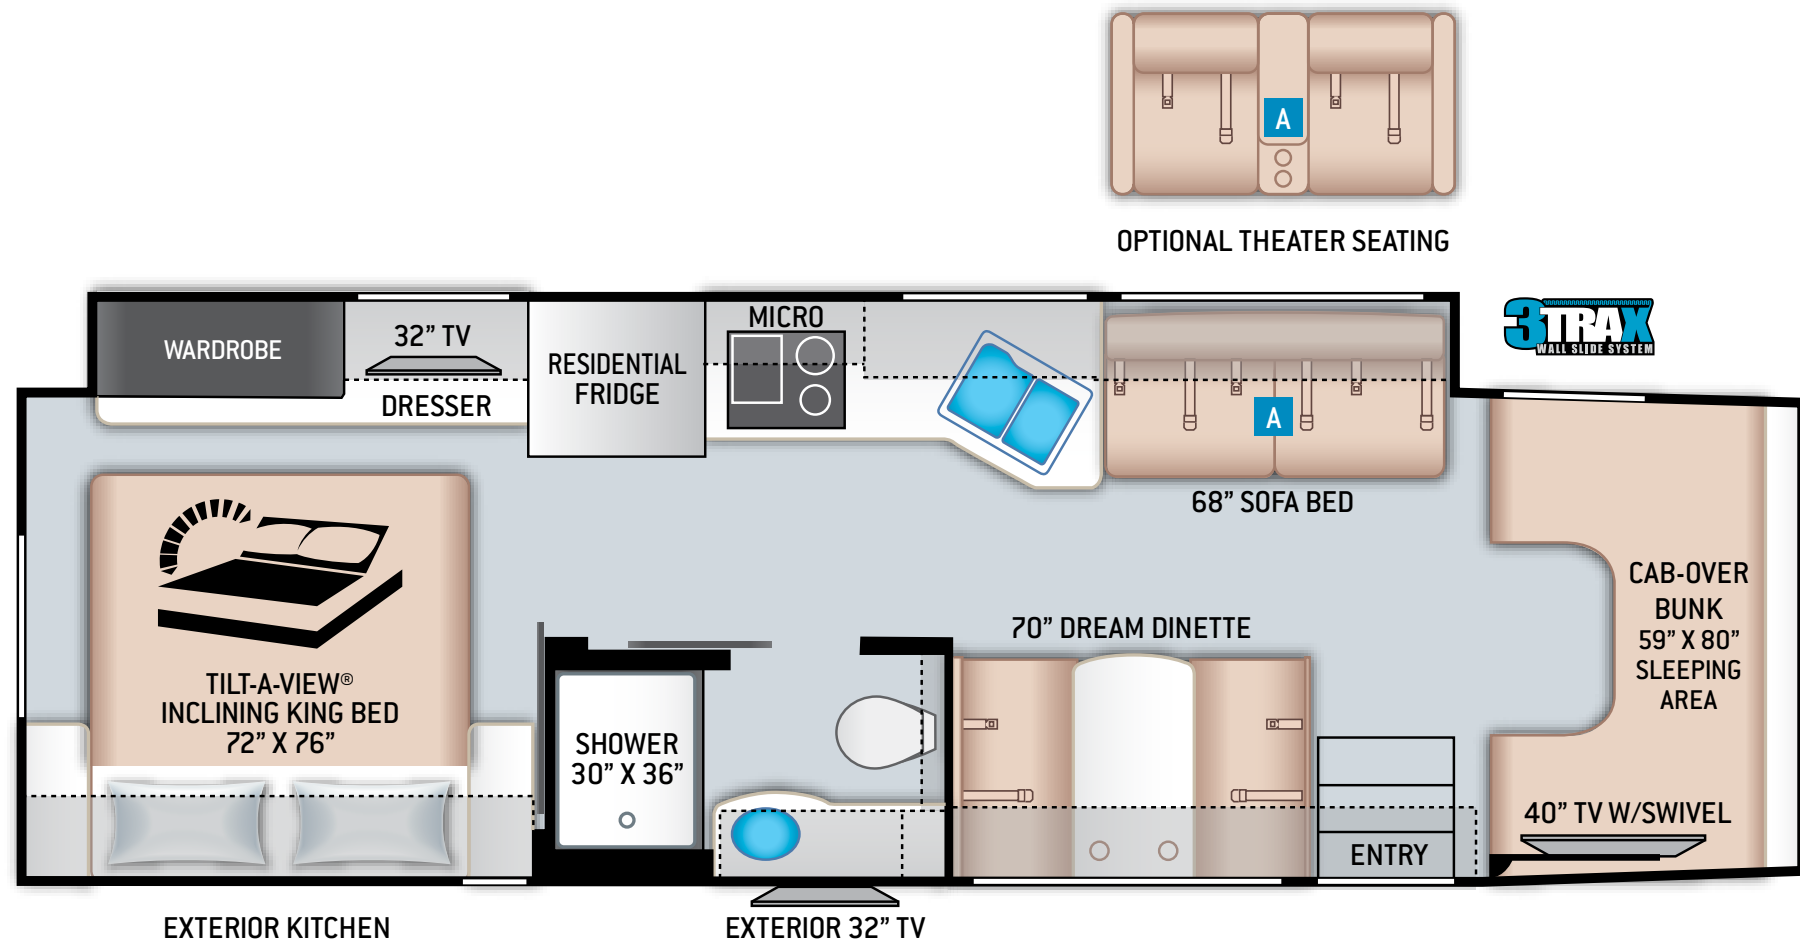 A
OPTIONAL THEATER SEATING
3TRAX
WALL SLIDE SYSTEM
WARDROBE
32” TV
DRESSER
RESIDENTIAL
FRIDGE
MICRO
A
68” SOFA BED
CAB-OVER
BUNK
59” X 80”
SLEEPING
AREA
70” DREAM DINETTE
TILT-A-VIEW®
INCLINING KING BED
72” X 76”
SHOWER
30” X 36”
40” TV W/SWIVEL
ENTRY
EXTERIOR KITCHEN
EXTERIOR 32” TV